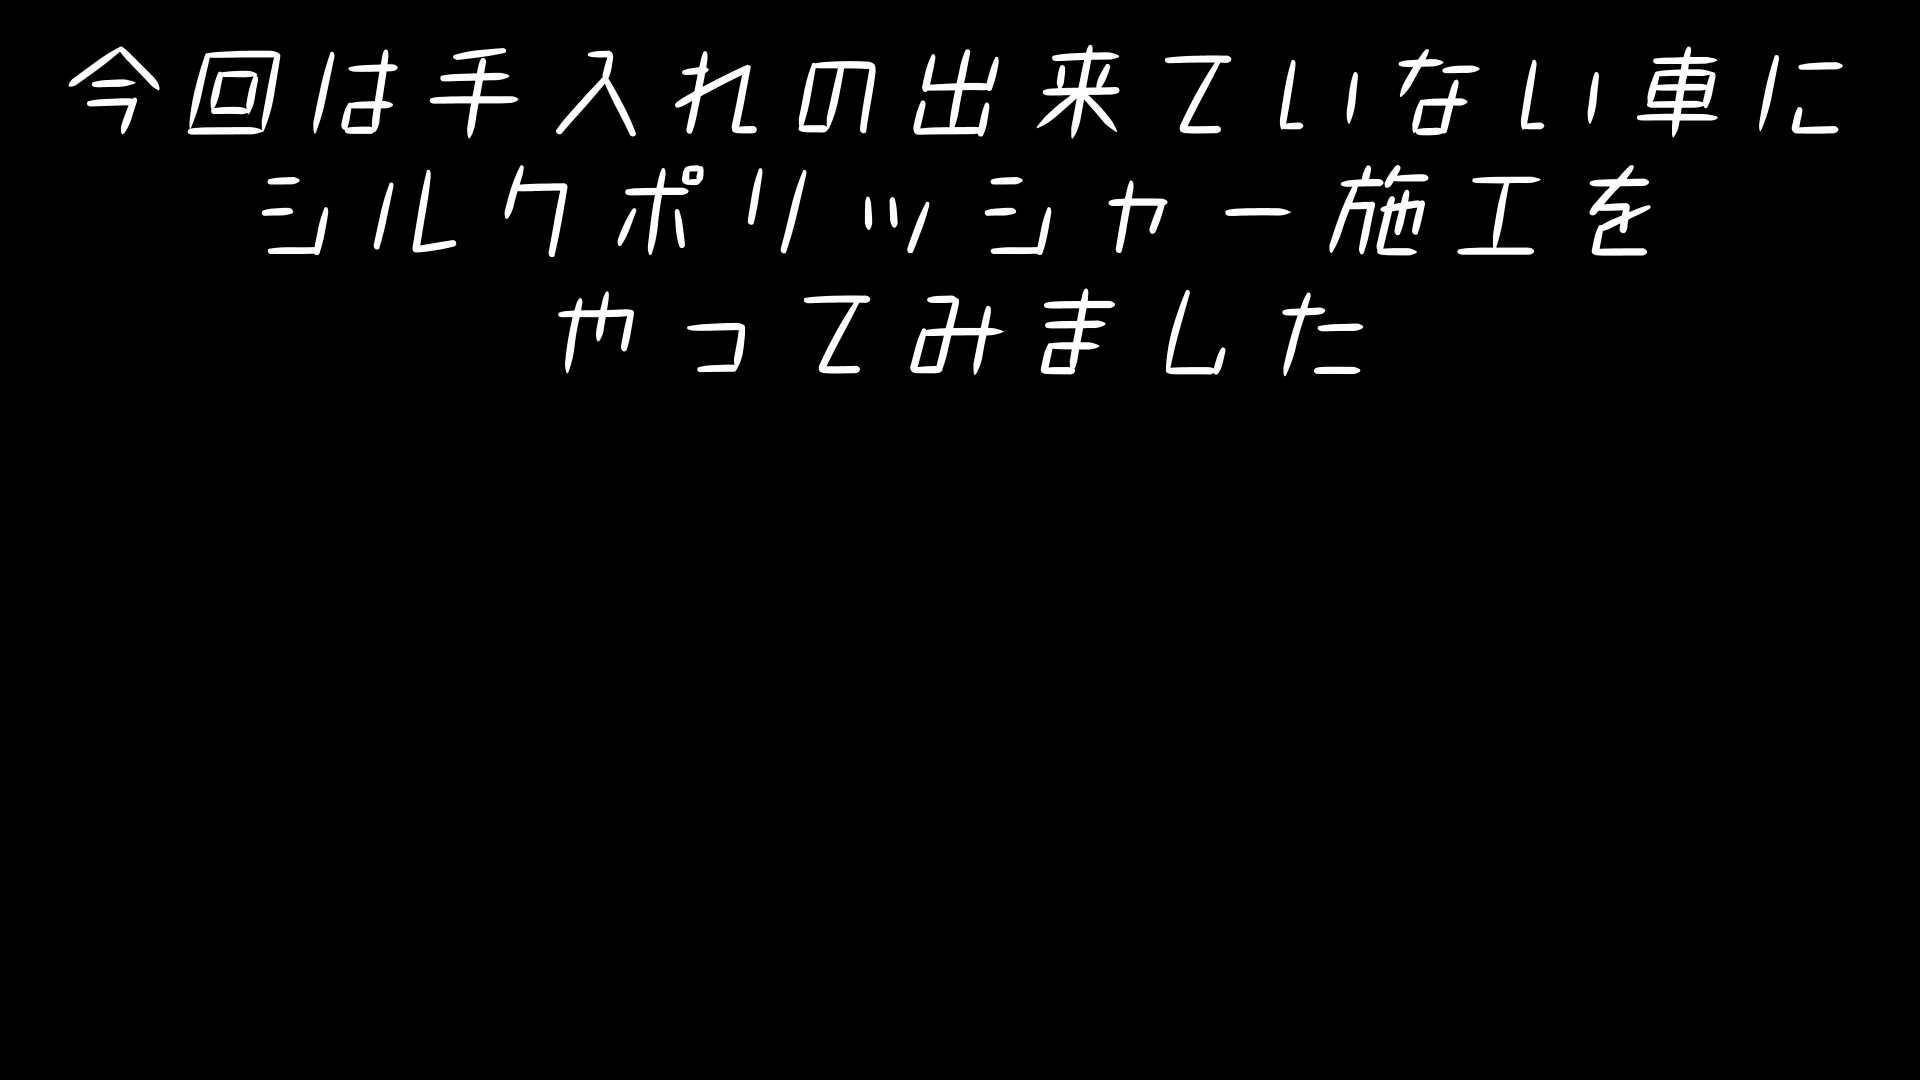 今回は手入れの出来ていない車に
シルクポリッシャー施工を
やってみました